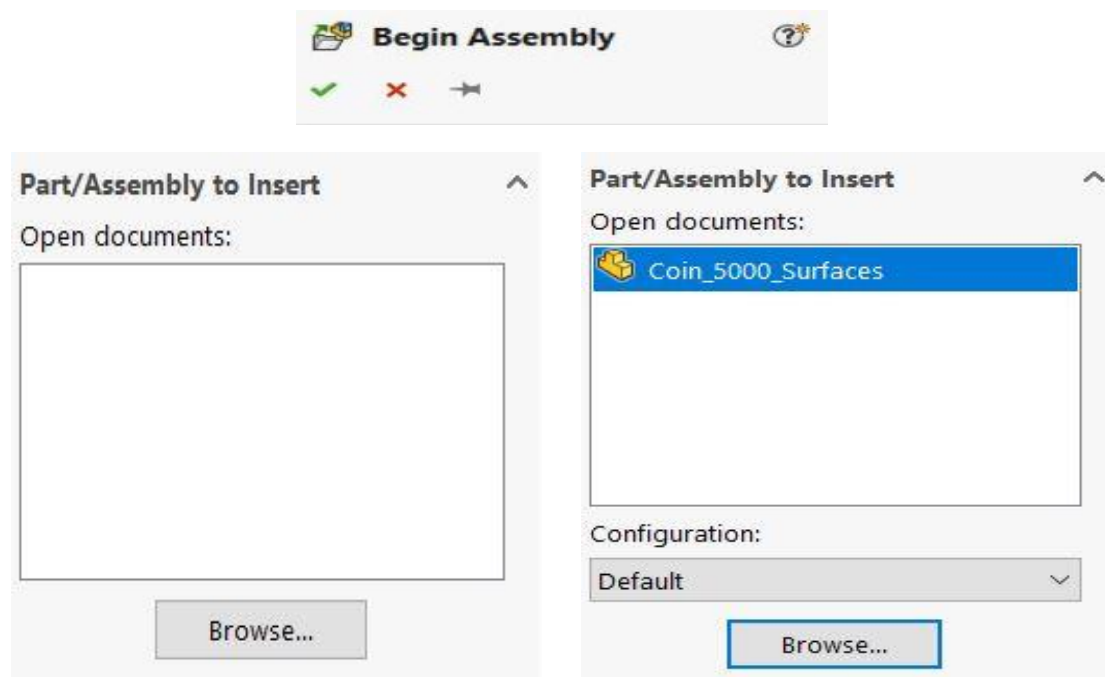 Begin Assembly
Part/Assembly to Insert
Open documents:
Browse...
Part/Assembly to Insert
Open documents:
Coin_5000_Surfaces
Configuration:
Default
Browse...